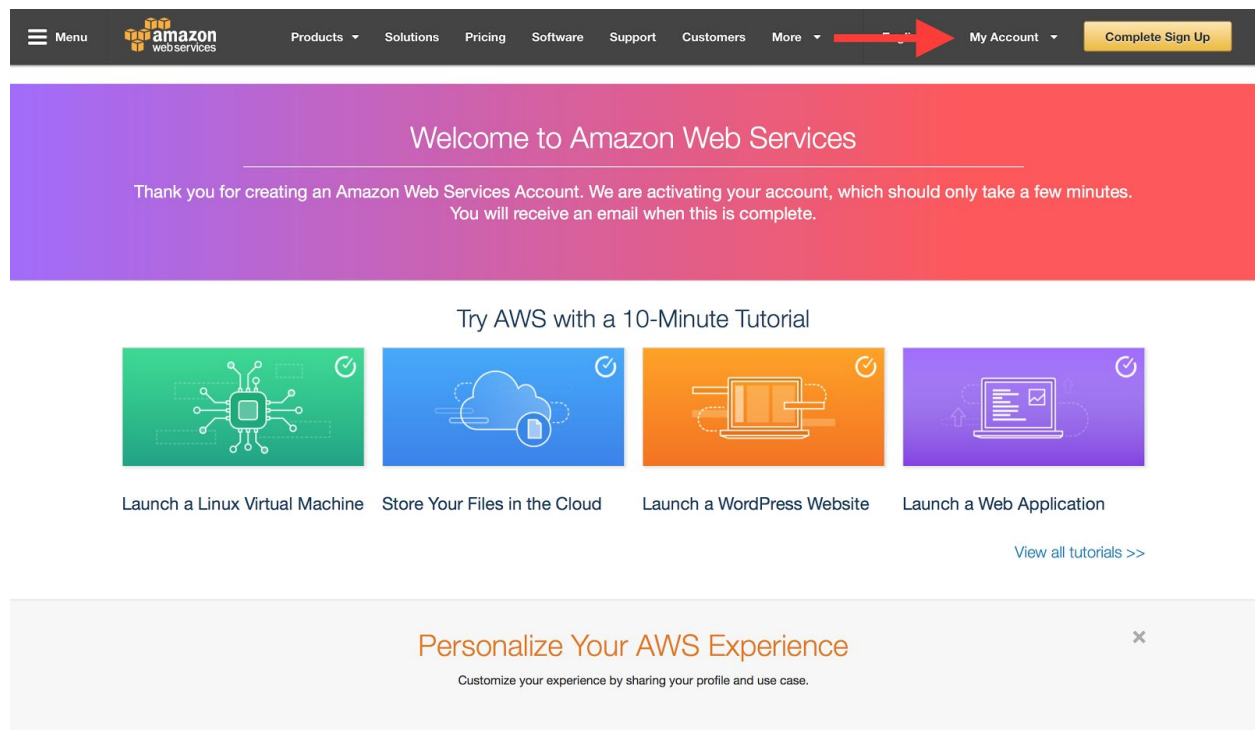 Menu
amazon
webservices
Products
Solutions
Pricing
Software
Support
Customers
More
My Account
Complete Sign Up
Welcome to Amazon Web Services
Thank you for creating an Amazon Web Services Account. We are activating your account, which should only take a few minutes.
You will receive an email when this is complete.
Try AWS with a 10-Minute Tutorial
Launch a Linux Virtual Machine
Store Your Files in the Cloud
Launch a WordPress Website
Launch a Web Application
View all tutorials >>
Personalize Your AWS Experience
Customize your experience by sharing your profile and use case.